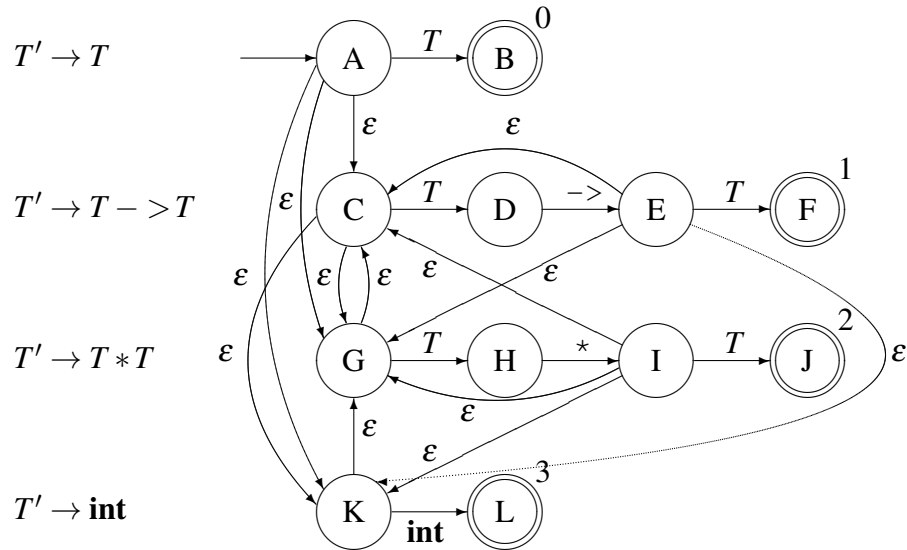 T′ → T A T B 0
ε ε
T′ → T − > T ε C T D −> E T F 1
ε ε ε ε ε
T′ → T ∗ T ε G T H * I T J 2 ε
ε ε ε
T′ → int K int L 3